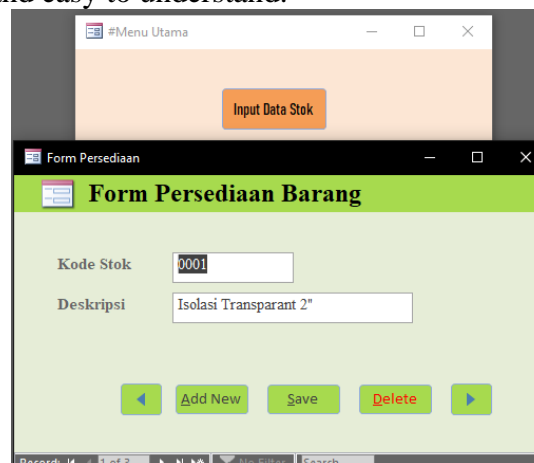 and easy to understand.
#Menu Utama
Input Data Stok
Form Persediaan
Form Persediaan Barang
Kode Stok 0001
Deskripsi Isolasi Transparant 2"
Add New Save Delete
Record: 1 of 3 No Filter Search